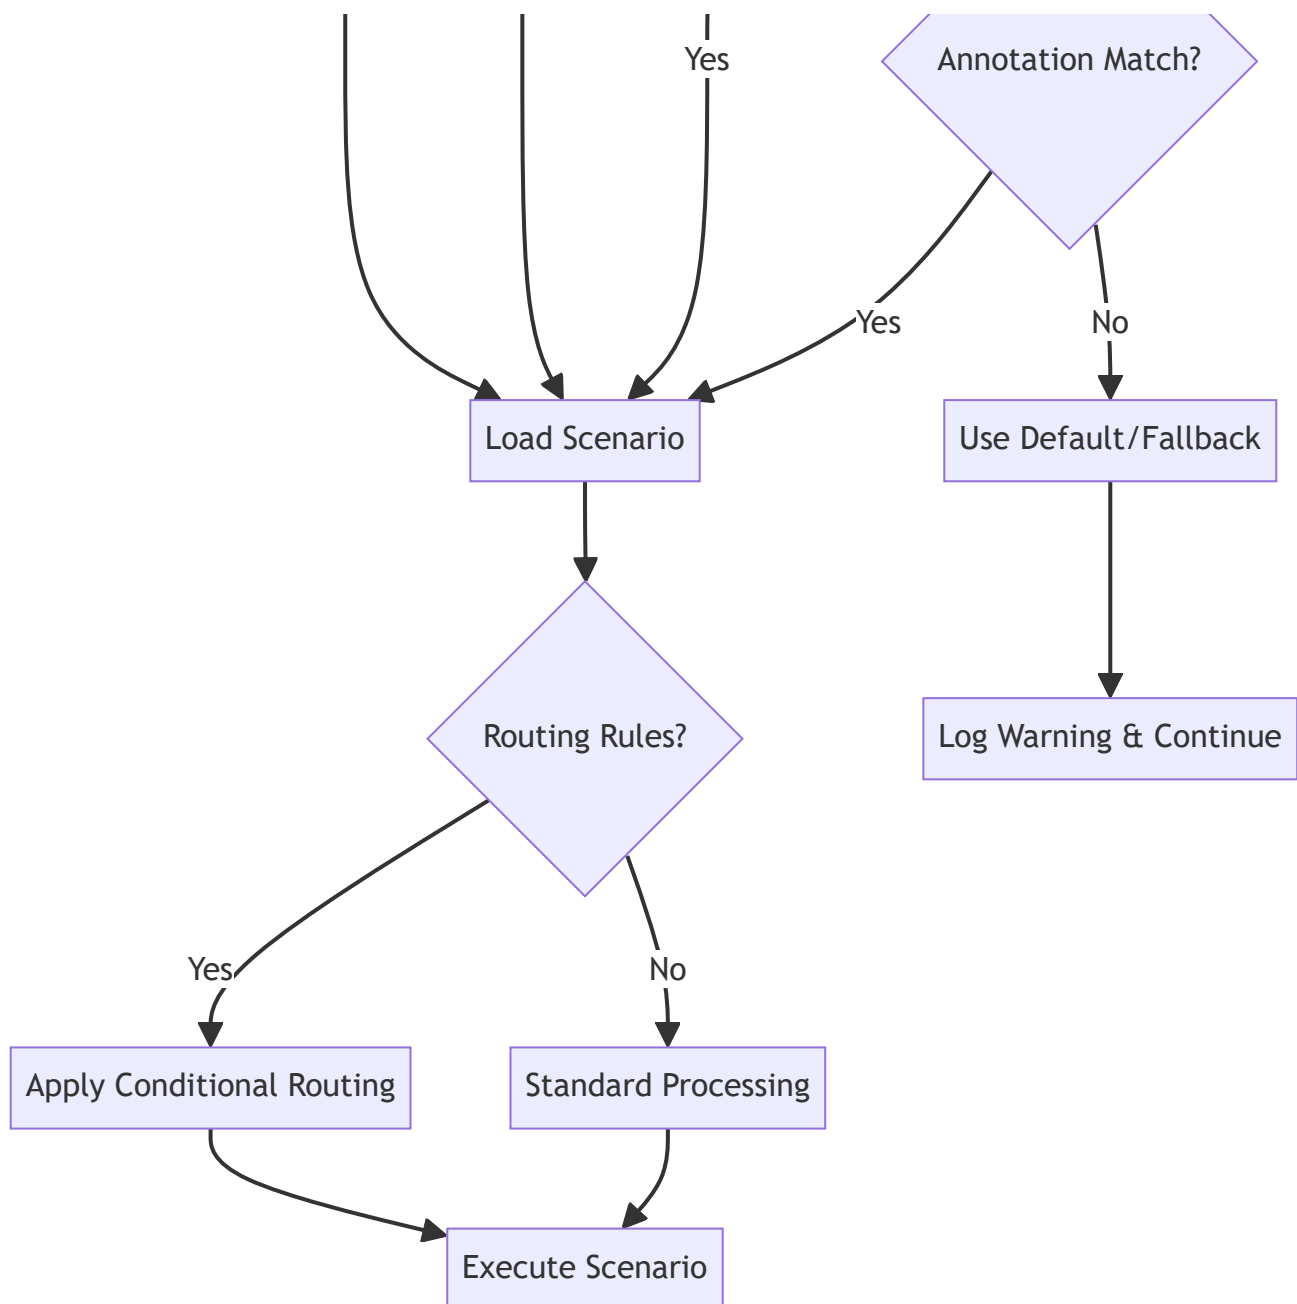 Yes
Annotation Match?
Yes
No
Load Scenario
Use Default/Fallback
Routing Rules?
Log Warning & Continue
Yes
No
Apply Conditional Routing
Standard Processing
Execute Scenario